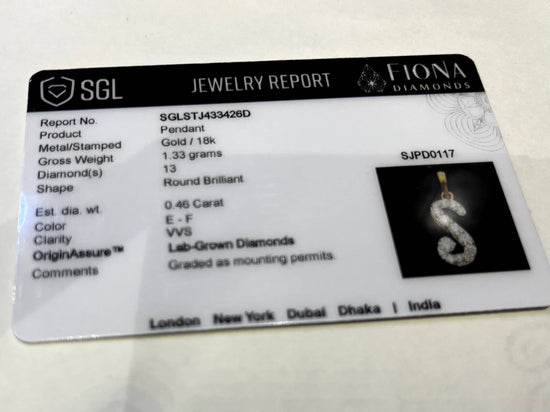 SGL JEWELRY REPORT FIONA
DIAMONDS
Report No. SGLSTJ433426D
Product Pendant
Metal/Stamped Gold / 18k
Gross Weight 1.33 grams
Diamond(s) 13
Shape Round Brilliant
Est. dia. wt. 0.46 Carat
Color E - F
Clarity VVS
OriginAssure™ Lab-Grown Diamonds
Comments Graded as mounting permits.
SJPD0117
London New York Dubai Dhaka | India